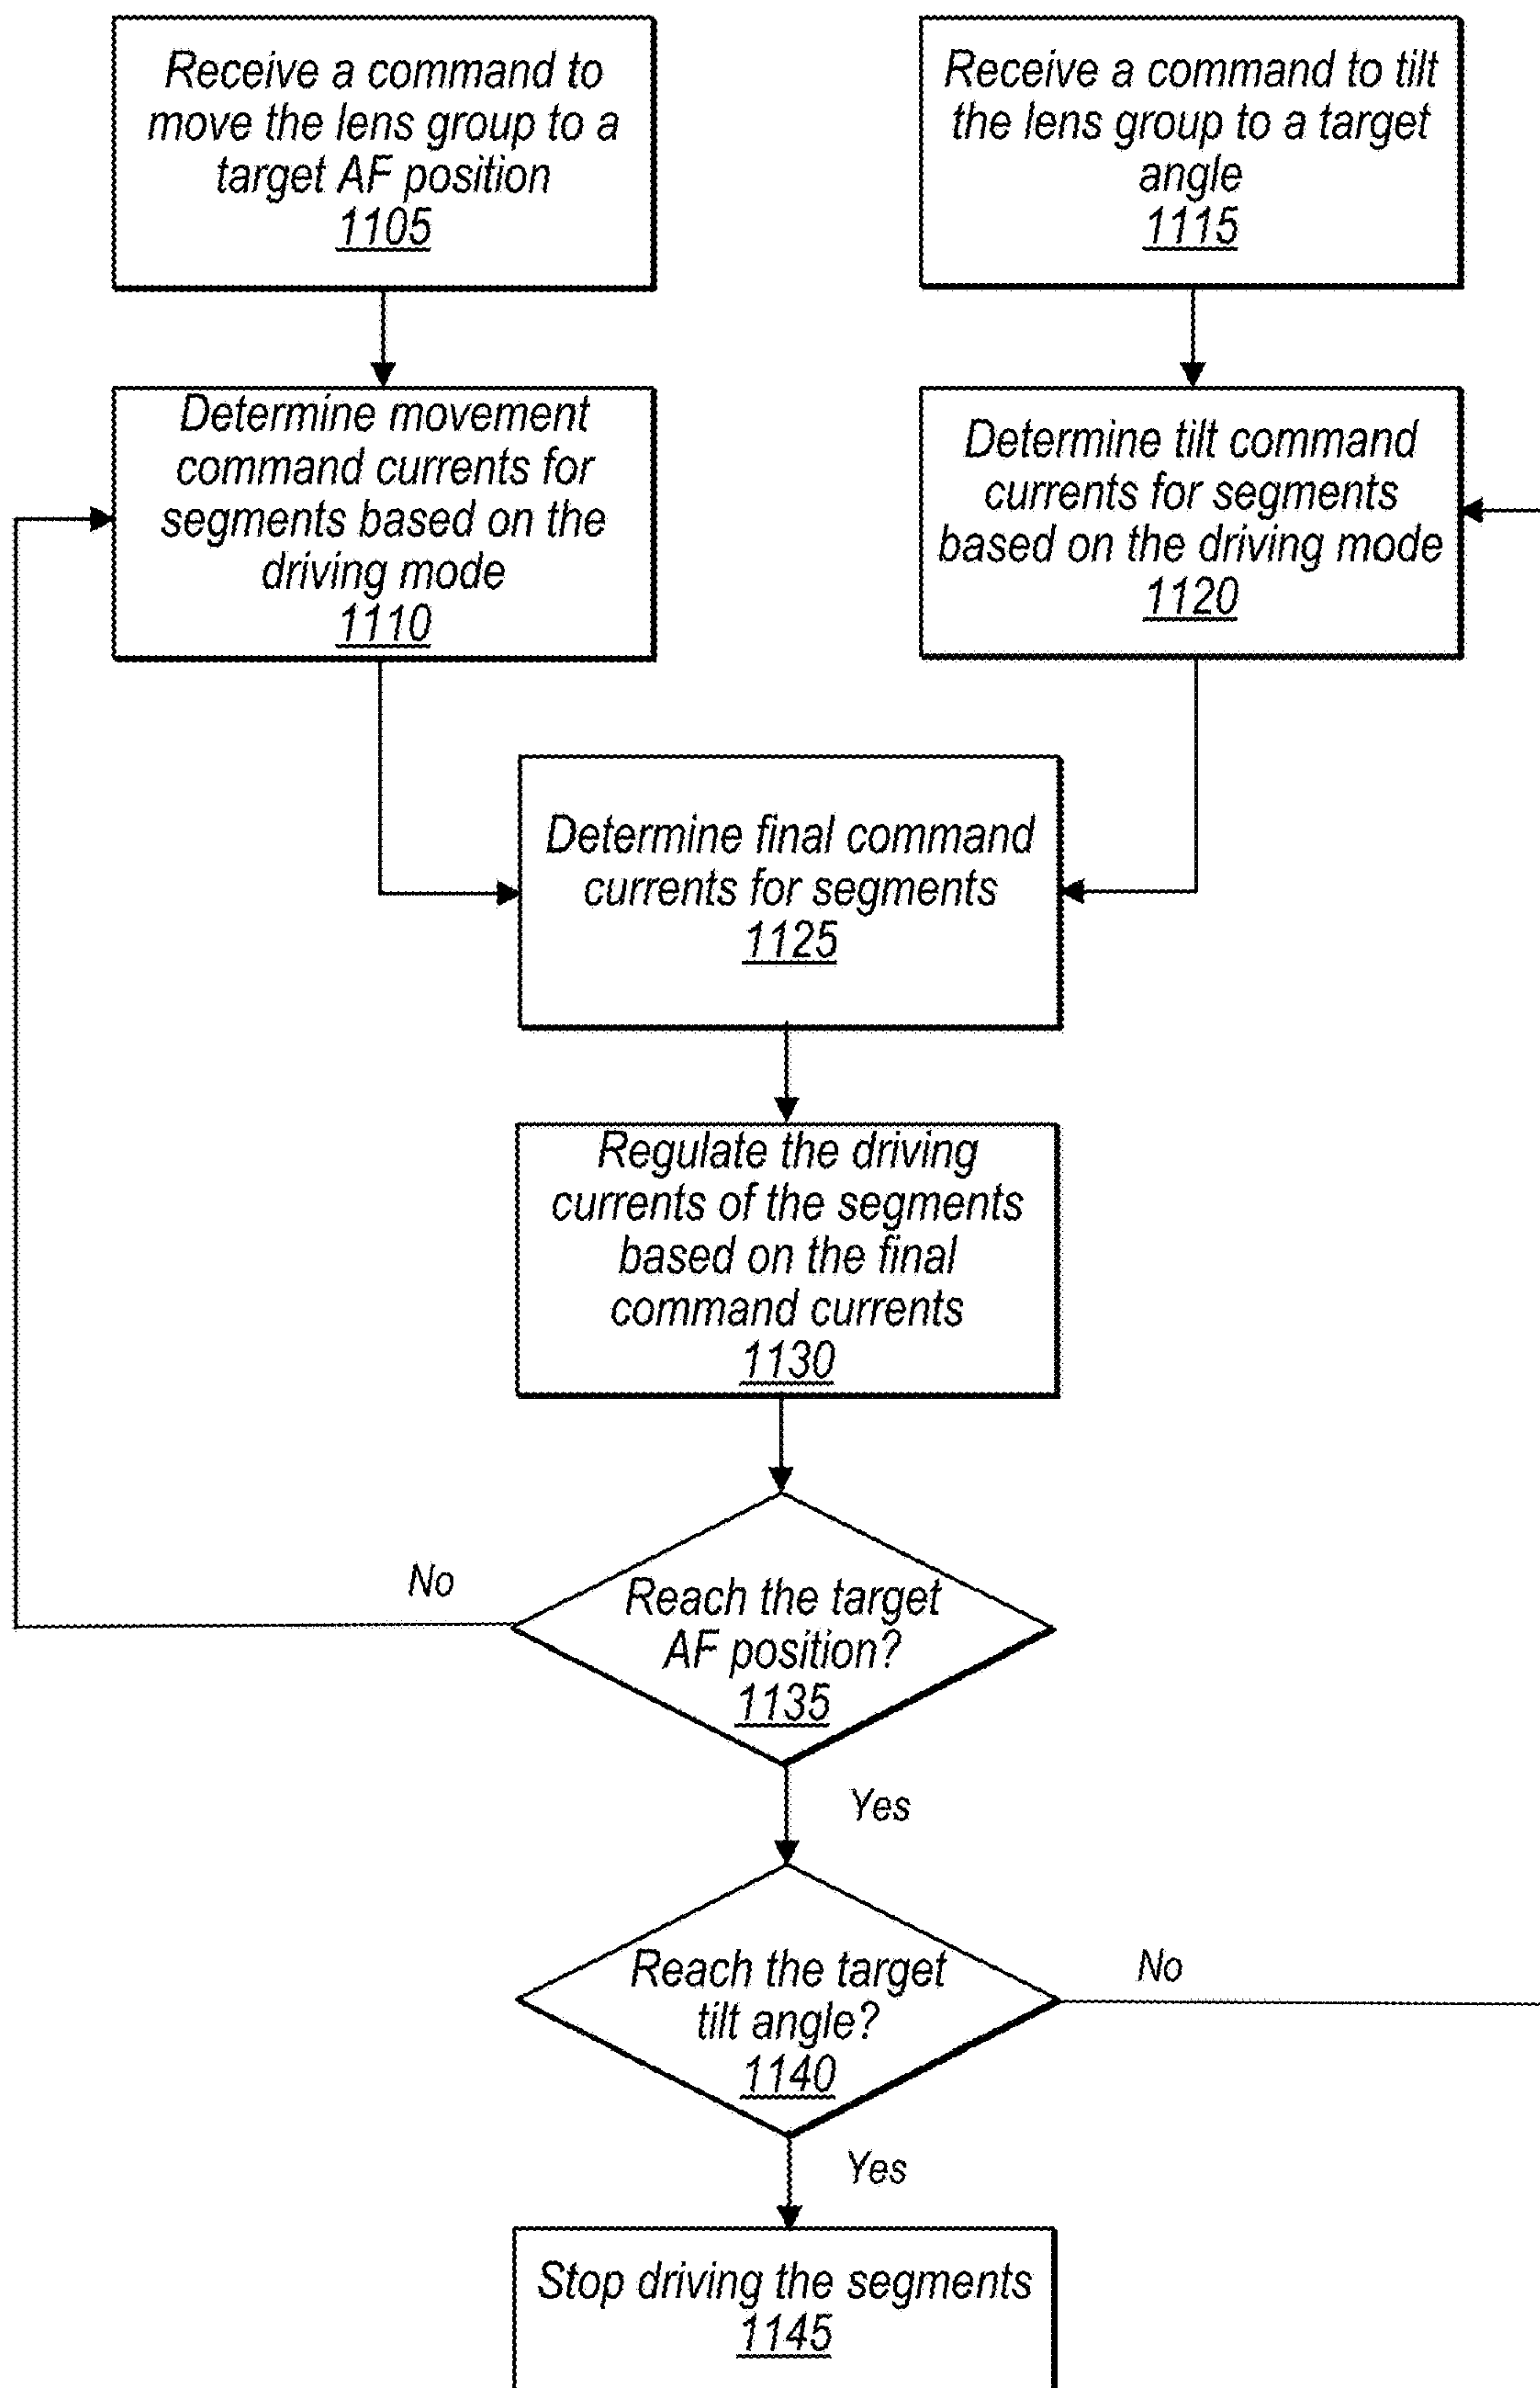 Receive a command to
move the lens group to a
target AF position
1105
Receive a command to tilt
the lens group to a target
angle
1115
Determine movement
command currents for
segments based on the
driving mode
1110
Determine tilt command
currents for segments
based on the driving mode
1120
Determine final command
currents for segments
1125
Regulate the driving
currents of the segments
based on the final
command currents
1130
No
Reach the target
AF position?
1135
Yes
Reach the target
tilt angle?
1140
No
Yes
Stop driving the segments
1145